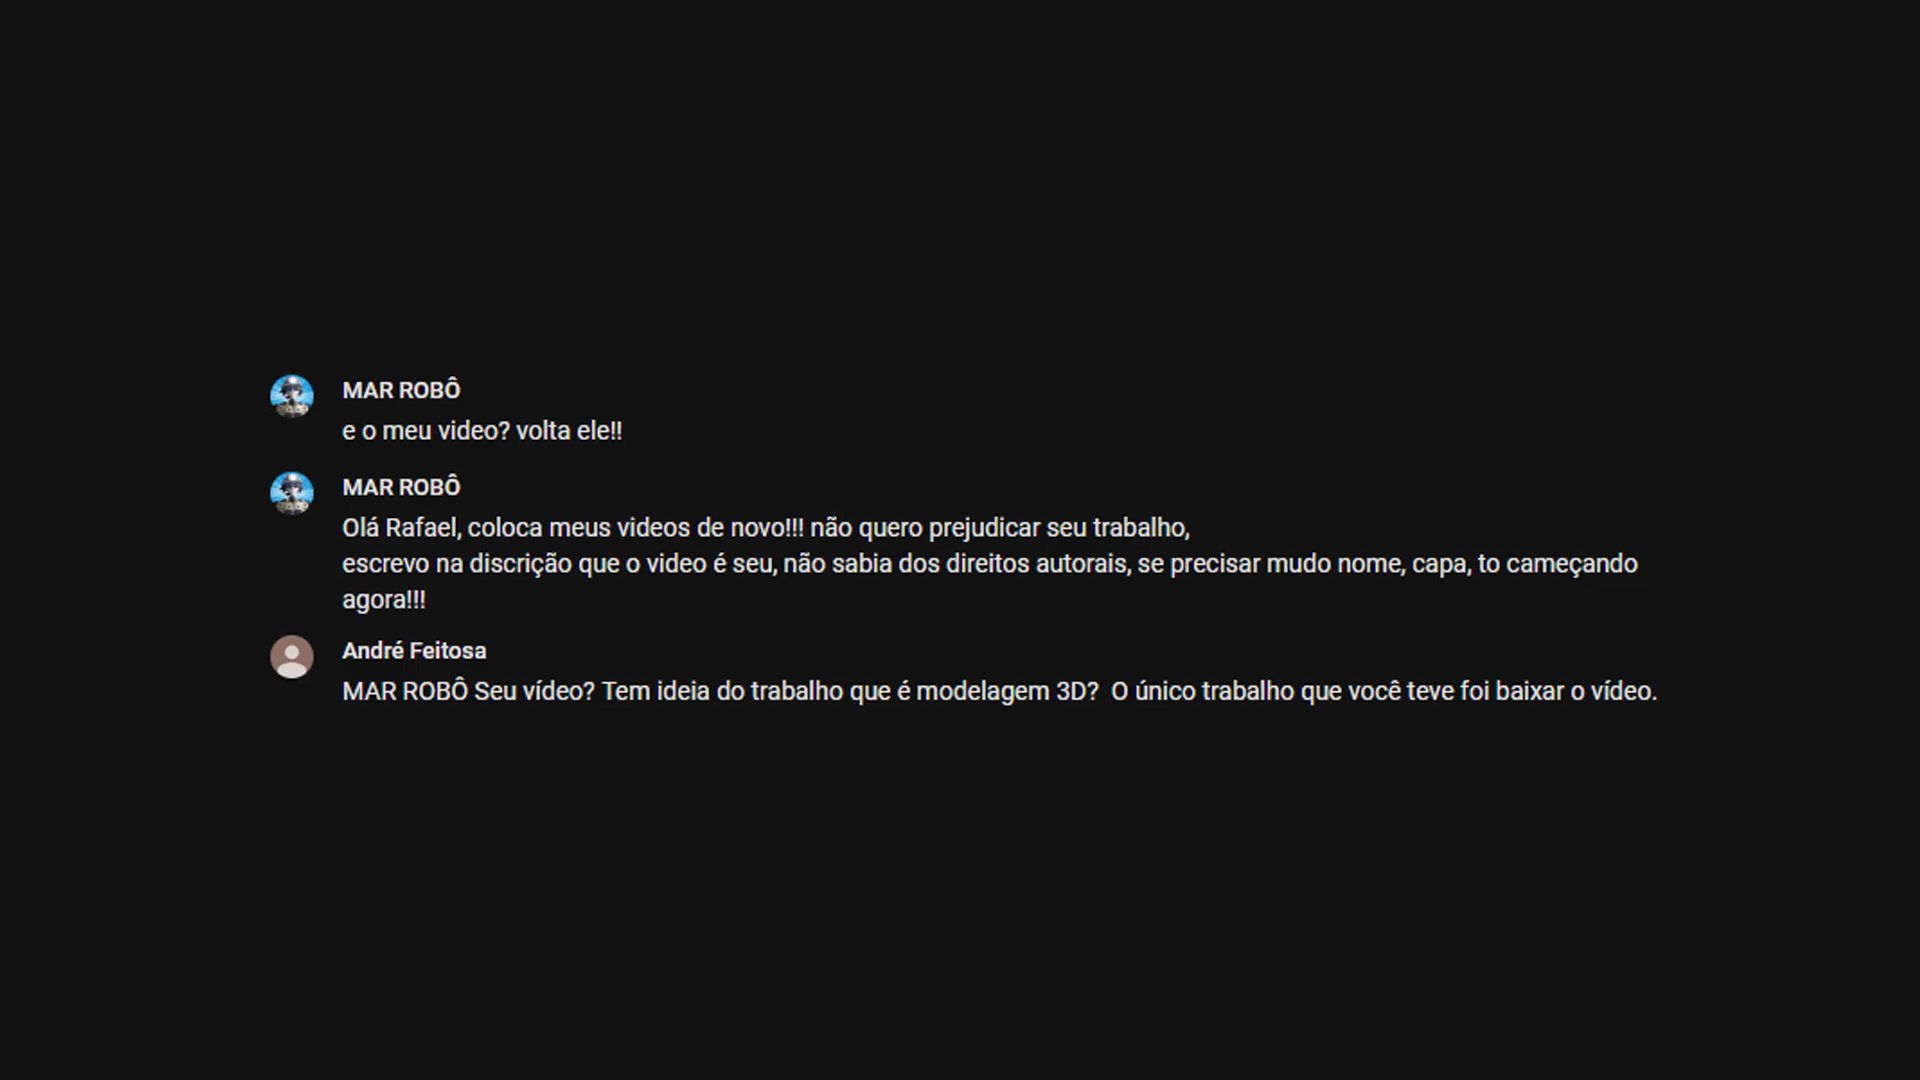 MAR ROBÔ
e o meu video? volta ele!!
MAR ROBÔ
Olá Rafael, coloca meus videos de novo!!! não quero prejudicar seu trabalho,
escrevo na discrição que o video é seu, não sabia dos direitos autorais, se precisar mudo nome, capa, to cameçando
agora!!!
André Feitosa
MAR ROBÔ Seu vídeo? Tem ideia do trabalho que é modelagem 3D?  O único trabalho que você teve foi baixar o vídeo.